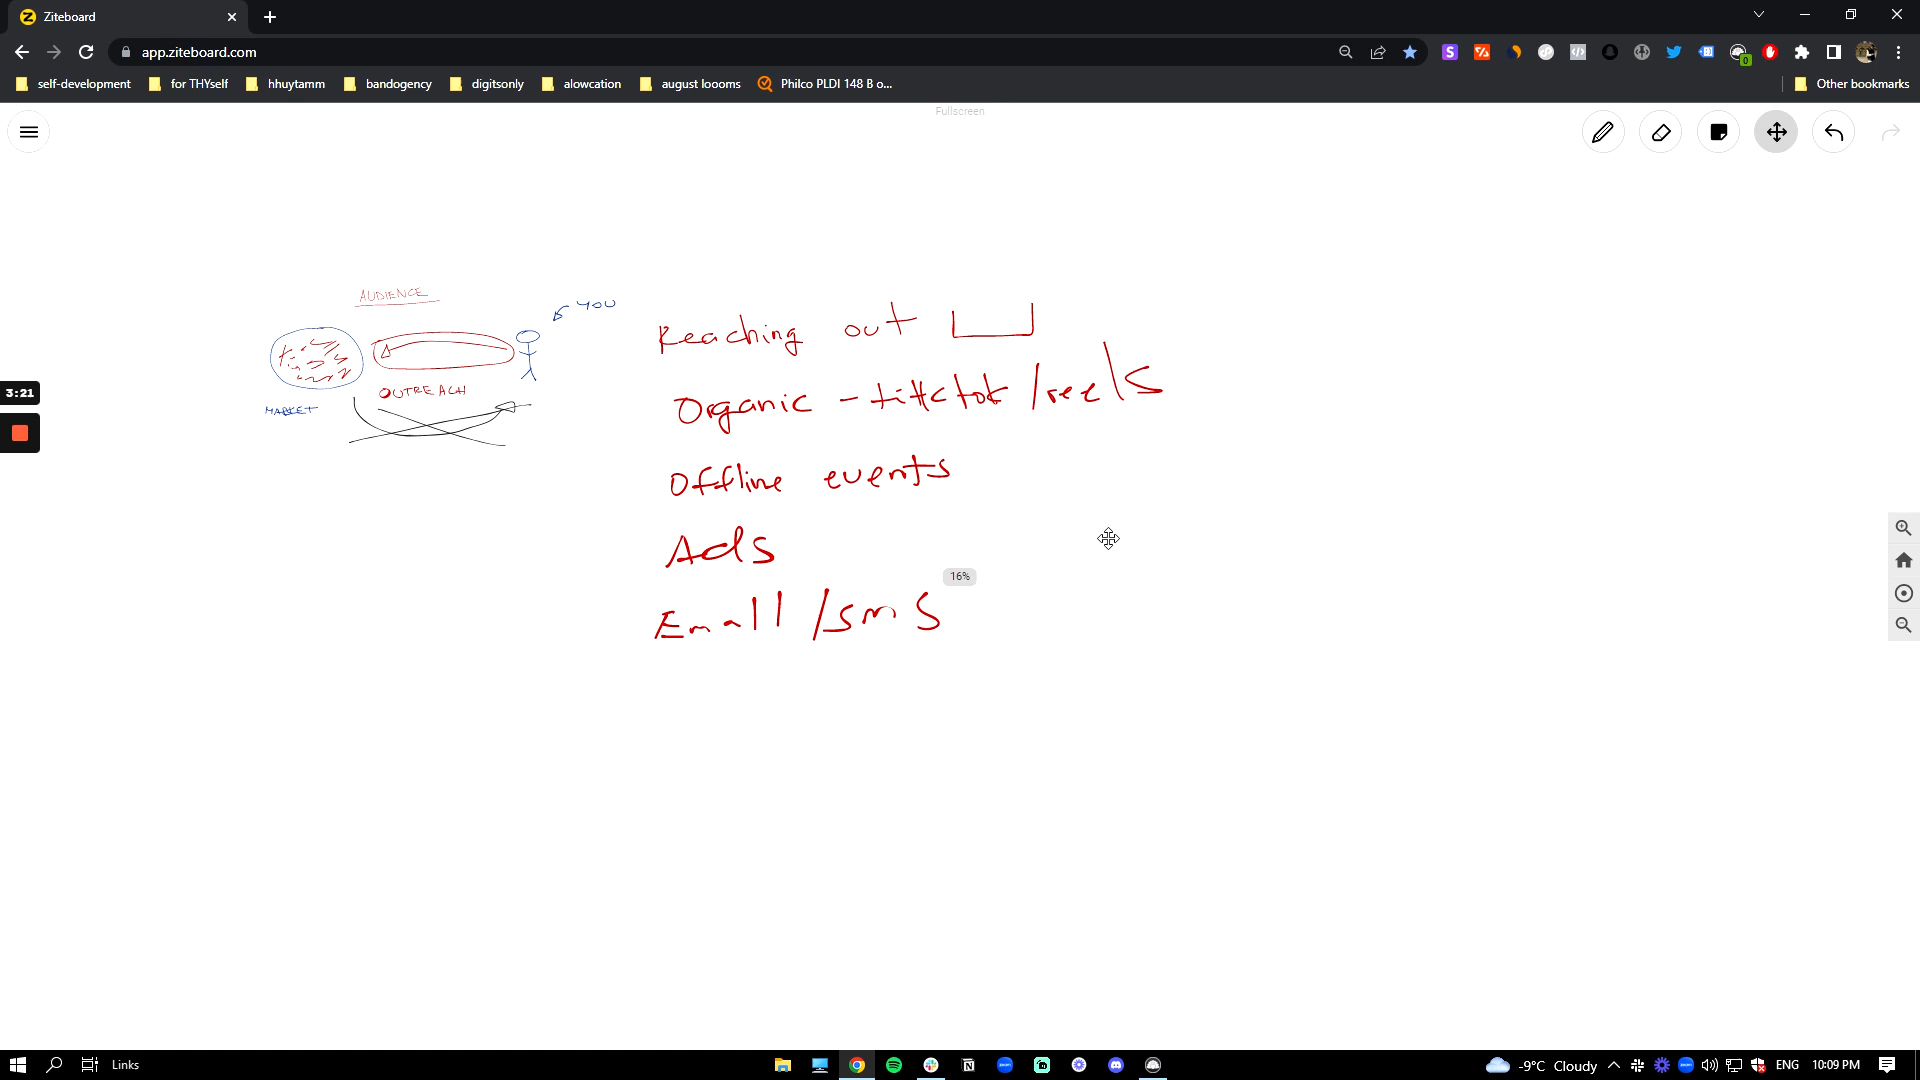 Ziteboard
app.ziteboard.com
0
self-development
for THYself
hhuytamm
bandogency
digitsonly
alowcation
august loooms
Philco PLDI 148 B o...
Other bookmarks
Fullscreen
AUDIENCE
YOU
Reaching out
OUTREACH
MARKET
Organic - tiktok / reels
3:21
Offline events
Ads
16%
Email / sms
Links
-9°C Cloudy
ENG
10:09 PM